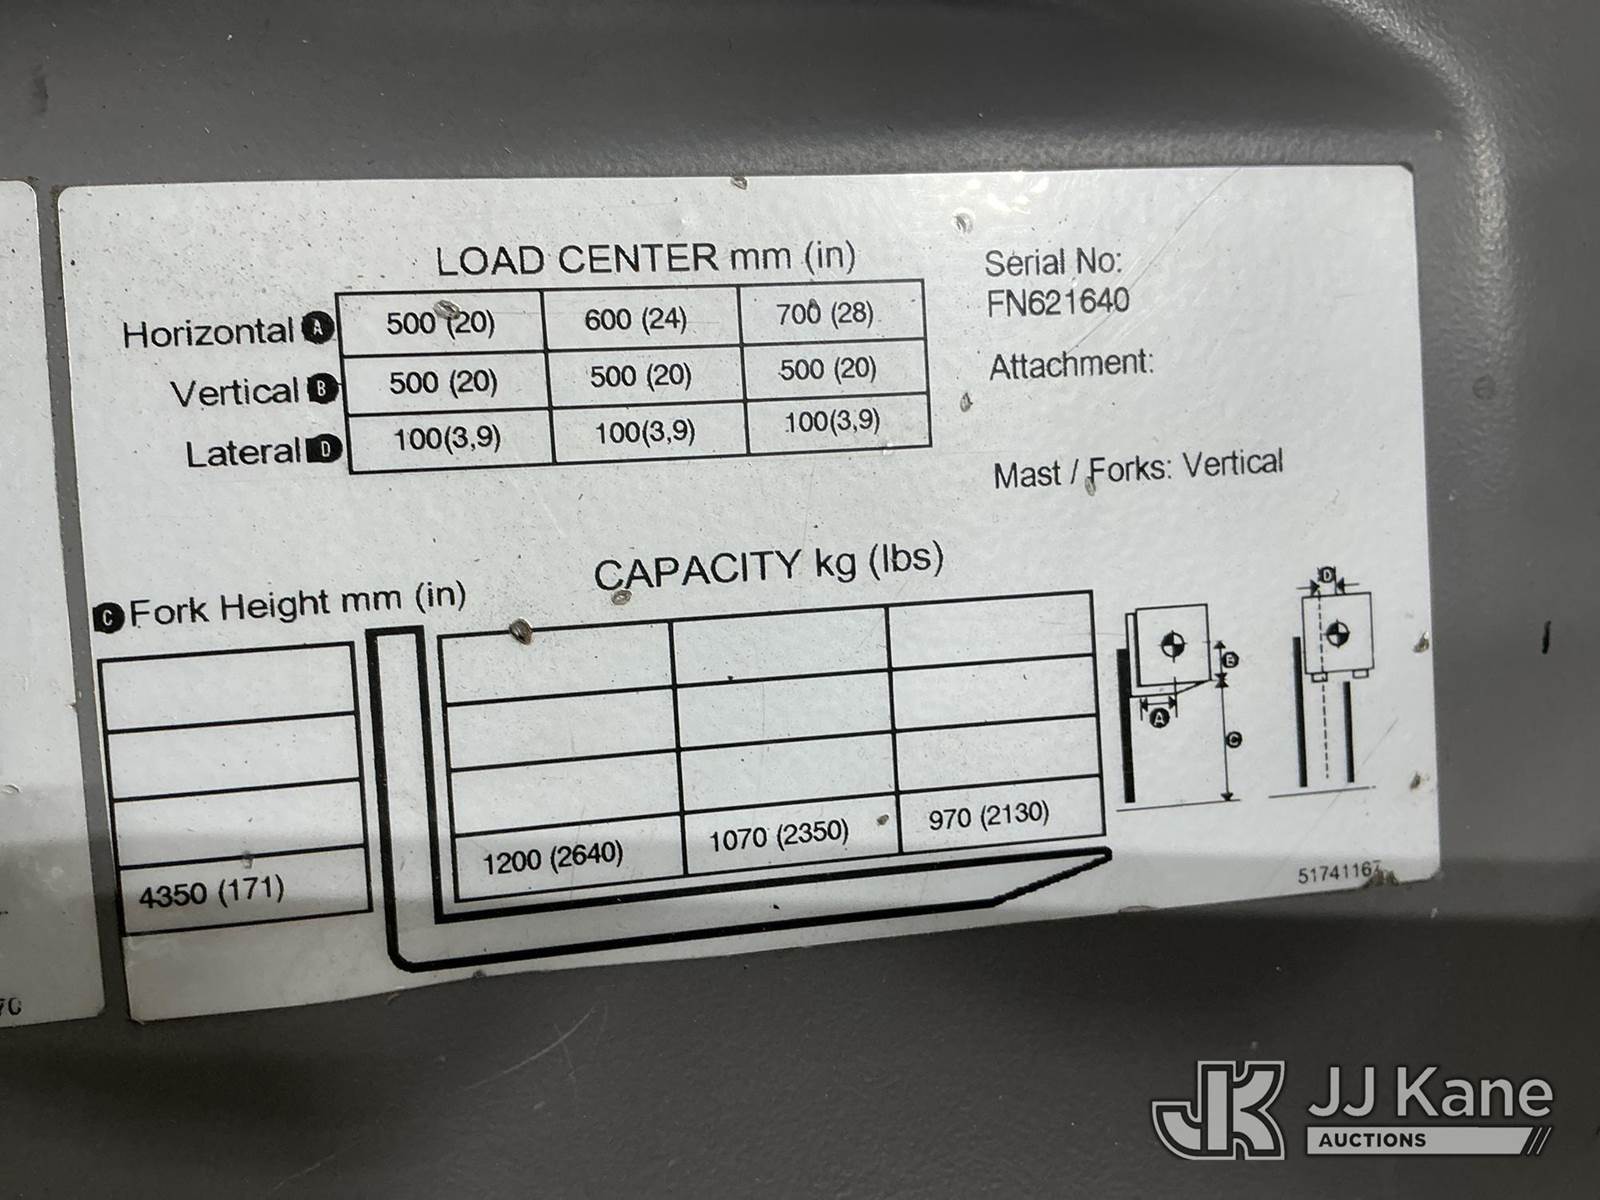 LOAD CENTER mm (in)
Horizontal A 500 (20) 600 (24) 700 (28)
Vertical B 500 (20) 500 (20) 500 (20)
Lateral D 100(3,9) 100(3,9) 100(3,9)
Serial No:
FN621640
Attachment:
Mast / Forks: Vertical
CAPACITY kg (lbs)
C Fork Height mm (in)
4350 (171) 1200 (2640) 1070 (2350) 970 (2130)
D
B
A
C
51741167
JJ Kane
AUCTIONS